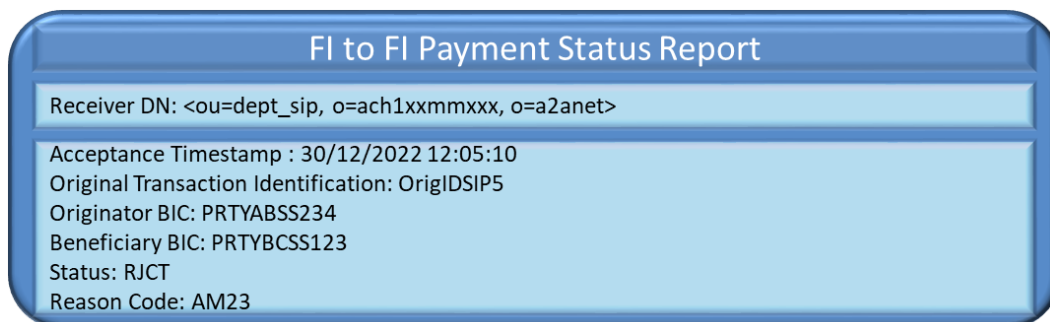 FI to FI Payment Status Report
Receiver DN: <ou=dept_sip, o=ach1xxmmxxx, o=a2anet>
Acceptance Timestamp : 30/12/2022 12:05:10
Original Transaction Identification: OrigIDSIP5
Originator BIC: PRTYABSS234
Beneficiary BIC: PRTYBCSS123
Status: RJCT
Reason Code: AM23